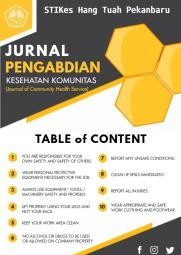 STIKes Hang Tuah Pekanbaru
JURNAL
PENGABDIAN
KESEHATAN KOMUNITAS
(Journal of Community Health Service)
TABLE of CONTENT
1 YOU ARE RESPONSIBLE FOR YOUR
OWN SAFETY AND SAFETY OF OTHERS.
2 WEAR PERSONAL PROTECTIVE
EQUIPMENT NECESSARY FOR THE JOB.
3 ALWAYS USE EQUIPMENT / TOOLS /
MACHINERY SAFETY AND PROPERLY.
4 LIFT PROPERLY USING YOUR LEGS AND
NOT YOUR BACK.
5 KEEP YOUR WORK AREA CLEAN.
6 NO ALCOHOL OR DRUGS TO BE USED
OR ALLOWED ON COMPANY PROPERTY.
7 REPORT ANY UNSAFE CONDITIONS.
8 CLEAN UP SPILLS IMMEDIATELY.
9 REPORT ALL INJURIES.
10 WEAR APPROPRIATE AND SAFE
WORK CLOTHING AND FOOTWEAR.